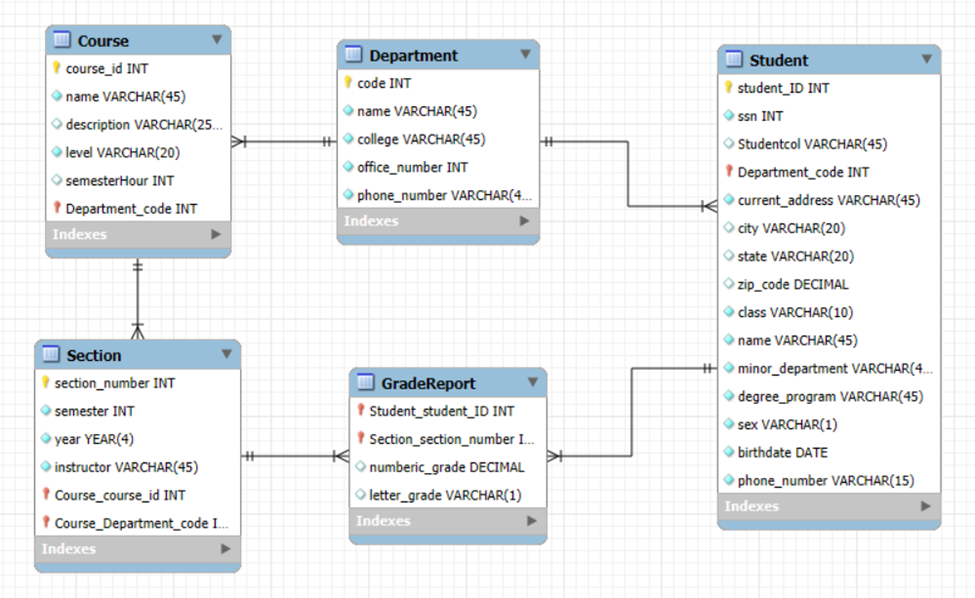 Course
course_id INT
name VARCHAR(45)
description VARCHAR(25...
level VARCHAR(20)
semesterHour INT
Department_code INT
Indexes
Department
code INT
name VARCHAR(45)
college VARCHAR(45)
office_number INT
phone_number VARCHAR(4...
Indexes
Student
student_ID INT
ssn INT
Studentcol VARCHAR(45)
Department_code INT
current_address VARCHAR(45)
city VARCHAR(20)
state VARCHAR(20)
zip_code DECIMAL
class VARCHAR(10)
name VARCHAR(45)
minor_department VARCHAR(4...
degree_program VARCHAR(45)
sex VARCHAR(1)
birthdate DATE
phone_number VARCHAR(15)
Indexes
Section
section_number INT
semester INT
year YEAR(4)
instructor VARCHAR(45)
Course_course_id INT
Course_Department_code I...
Indexes
GradeReport
Student_student_ID INT
Section_section_number I...
numberic_grade DECIMAL
letter_grade VARCHAR(1)
Indexes